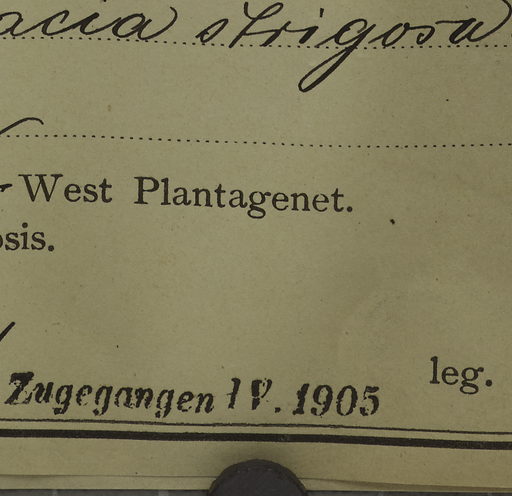 acia strigosa
West Plantagenet.
osis.
leg.
Zugegangen IV. 1905